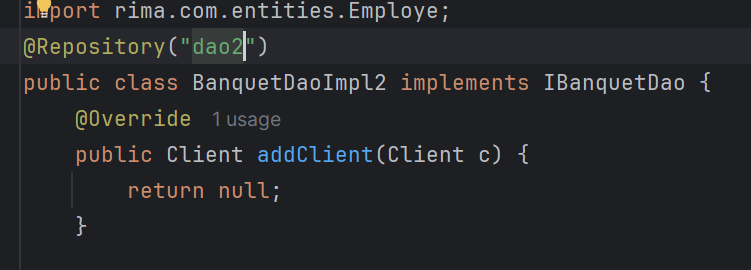 import rima.com.entities.Employe;
@Repository("dao2")
public class BanquetDaoImpl2 implements IBanquetDao {
@Override 1 usage
public Client addClient(Client c) {
return null;
}